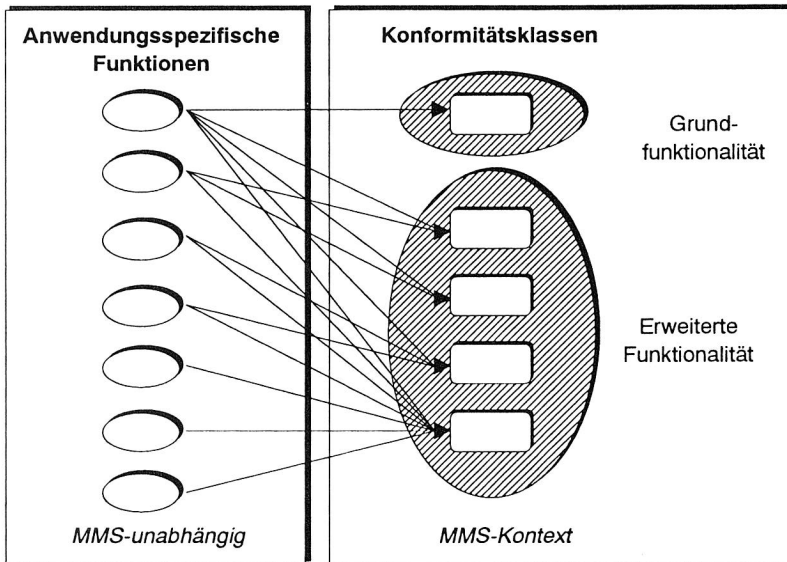 Anwendungsspezifische
Funktionen
Konformitätsklassen
Grund-
funktionalität
Erweiterte
Funktionalität
MMS-unabhängig
MMS-Kontext